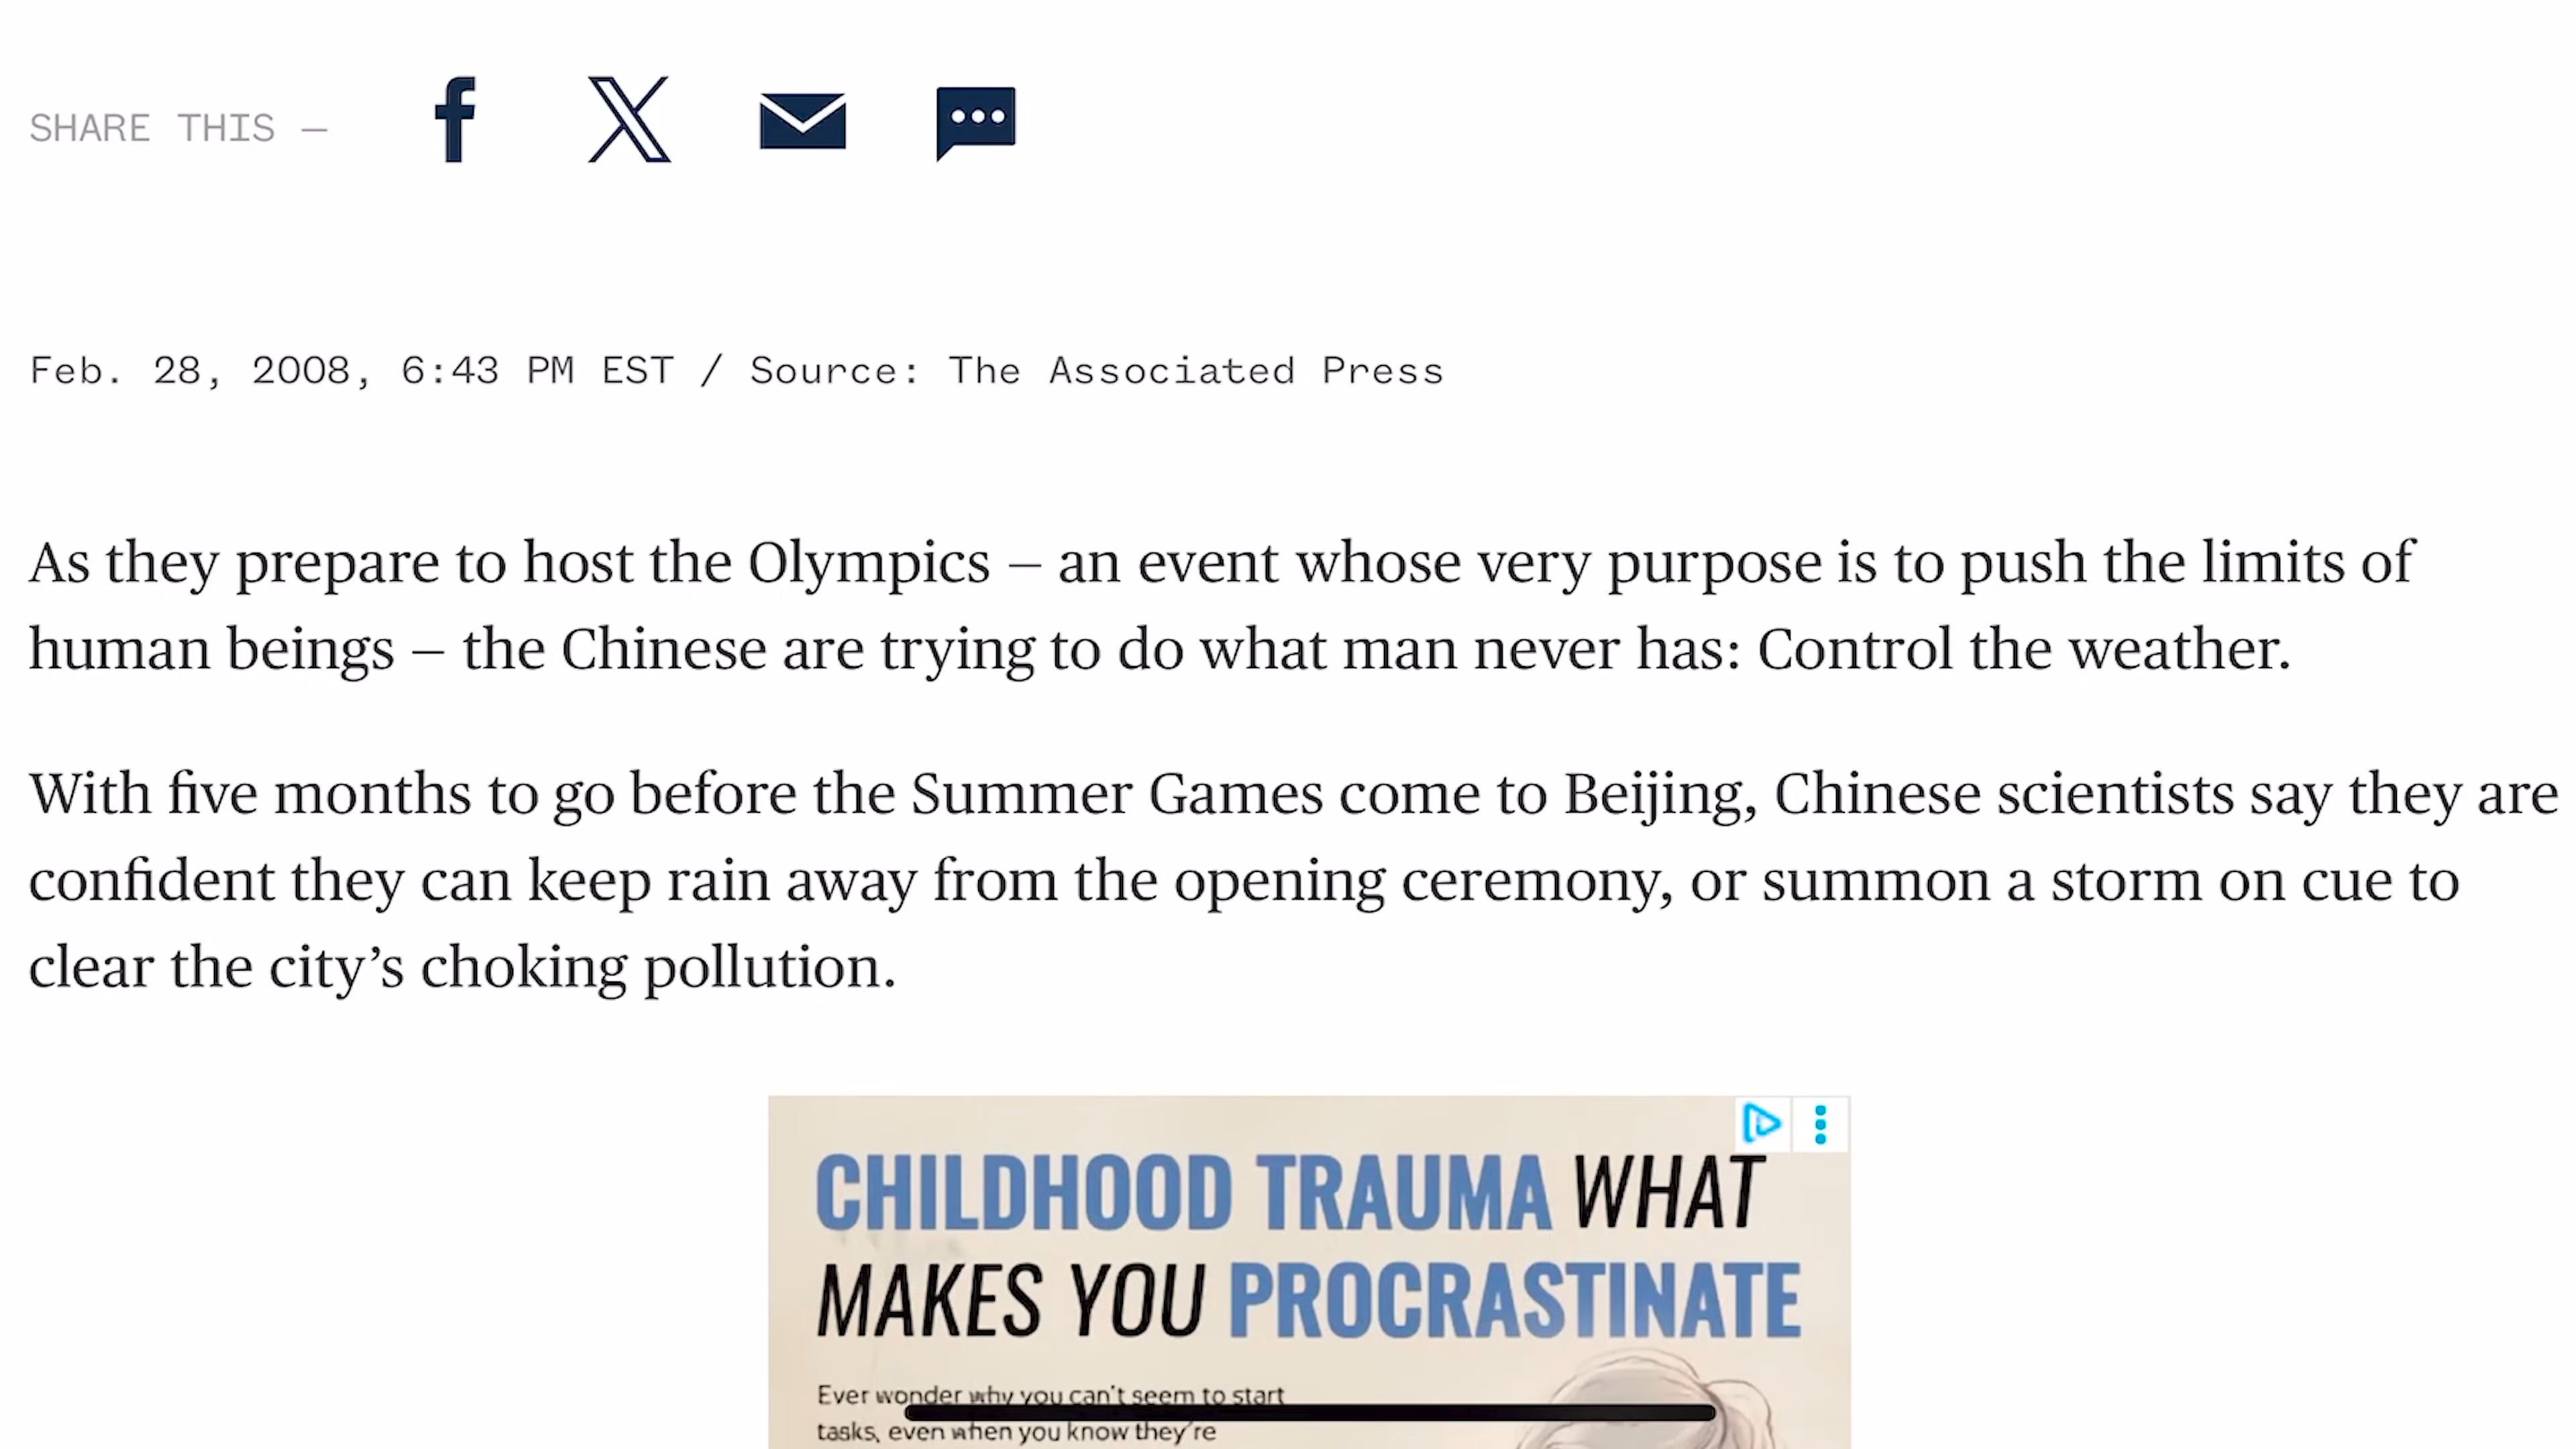 SHARE THIS —
Feb. 28, 2008, 6:43 PM EST / Source: The Associated Press
As they prepare to host the Olympics — an event whose very purpose is to push the limits of
human beings — the Chinese are trying to do what man never has: Control the weather.
With five months to go before the Summer Games come to Beijing, Chinese scientists say they are
confident they can keep rain away from the opening ceremony, or summon a storm on cue to
clear the city’s choking pollution.
CHILDHOOD TRAUMA WHAT
MAKES YOU PROCRASTINATE
Ever wonder why you can't seem to start
tasks, even when you know they're